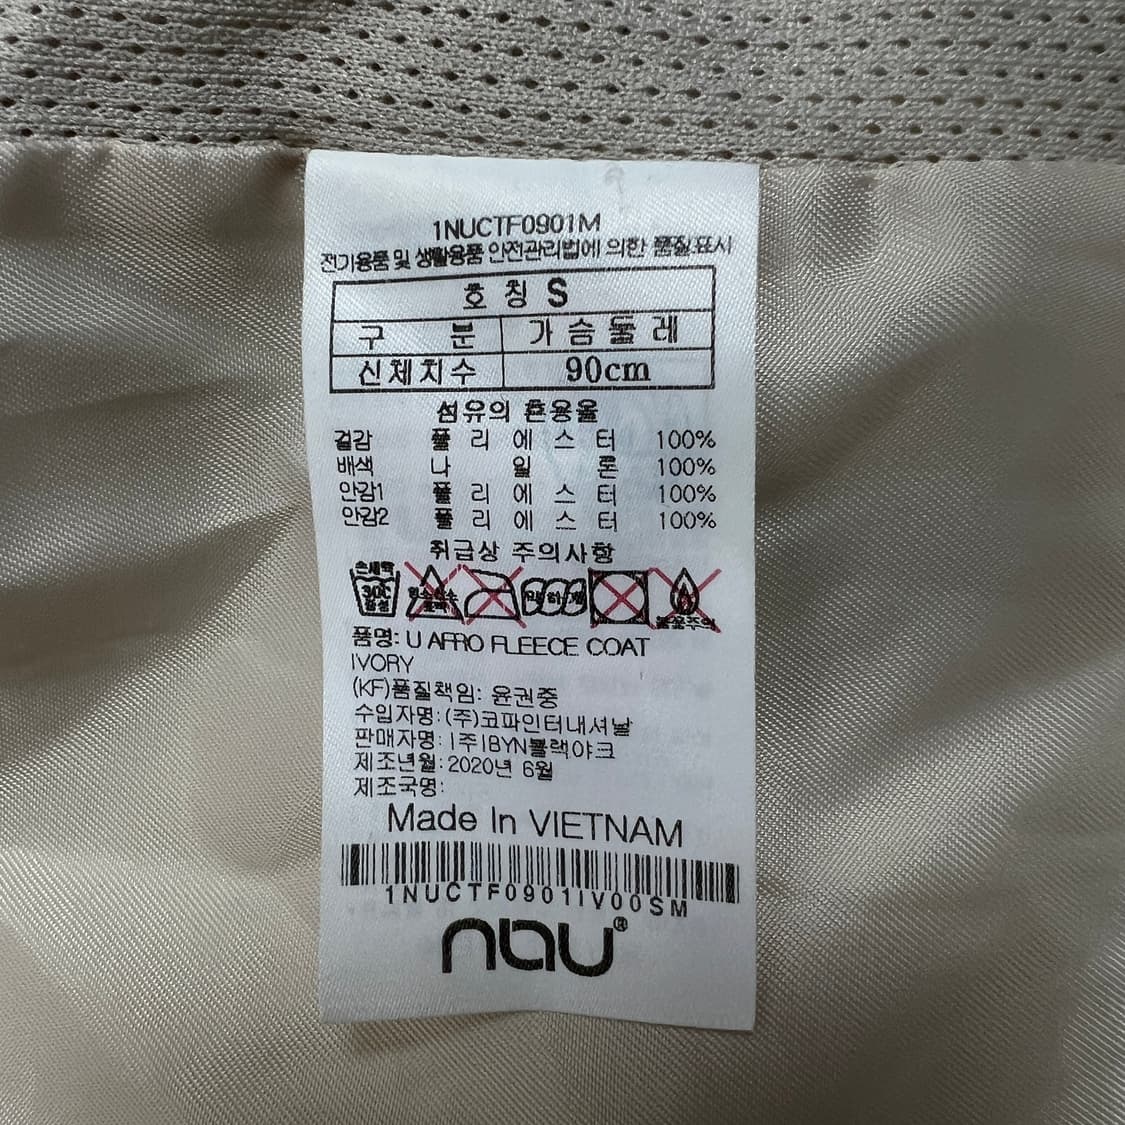 1NUCTF0901M
전기용품 및 생활용품 안전관리법에 의한 품질표시
호 칭 S
구 분 가슴둘레
신체치수 90cm
섬유의 혼용율
겉감 폴 리 에 스 터 100%
배색 나 일 론 100%
안감1 폴 리 에 스 터 100%
안감2 폴 리 에 스 터 100%
취급상 주의사항
손세탁
30C
중성
품명: U AFRO FLEECE COAT
IVORY
(KF)품질책임: 윤권중
수입자명: (주)코파인터내셔날
판매자명: (주)BYN블랙야크
제조년월: 2020년 6월
제조국명:
Made In VIETNAM
1NUCTF0901IV00SM
nau®